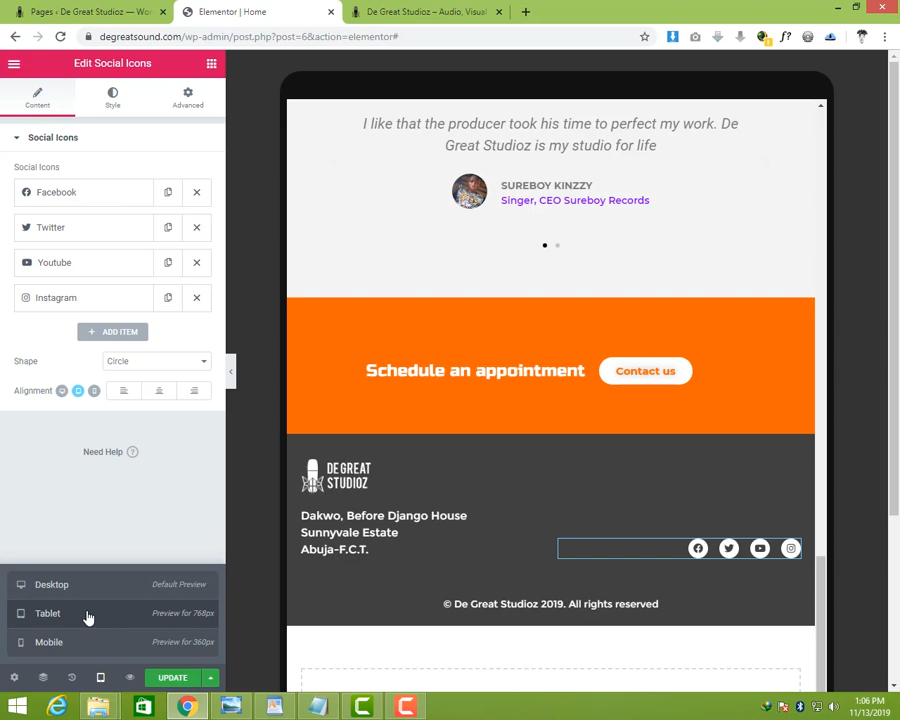 Pages ‹ De Great Studioz — Wo
Elementor | Home
De Great Studioz – Audio, Visual
degreatsound.com/wp-admin/post.php?post=6&action=elementor#
f?
Edit Social Icons
Content
Style
Advanced
Social Icons
Social Icons
Facebook
Twitter
Youtube
Instagram
ADD ITEM
Shape
Circle
Alignment
Need Help ?
Desktop
Default Preview
Tablet
Preview for 768px
Mobile
Preview for 360px
UPDATE
I like that the producer took his time to perfect my work. De
Great Studioz is my studio for life
SUREBOY KINZZY
Singer, CEO Sureboy Records
Schedule an appointment
Contact us
DE GREAT
STUDIOZ
Dakwo, Before Django House
Sunnyvale Estate
Abuja-F.C.T.
© De Great Studioz 2019. All rights reserved
1:06 PM
11/13/2019